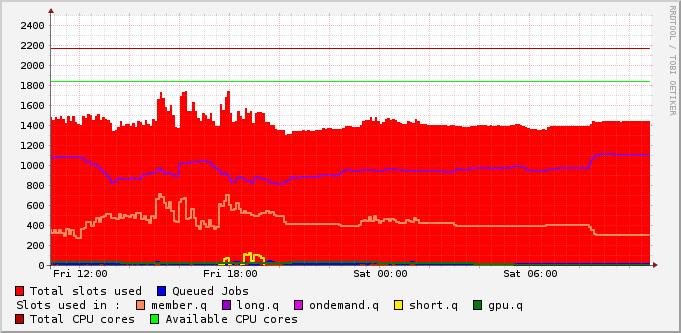 RRDTOOL / TOBI OETIKER
2400
2200
2000
1800
1600
1400
1200
1000
800
600
400
200
0
Fri 12:00 Fri 18:00 Sat 00:00 Sat 06:00
Total slots used Queued Jobs
Slots used in : member.q long.q ondemand.q short.q gpu.q
Total CPU cores Available CPU cores